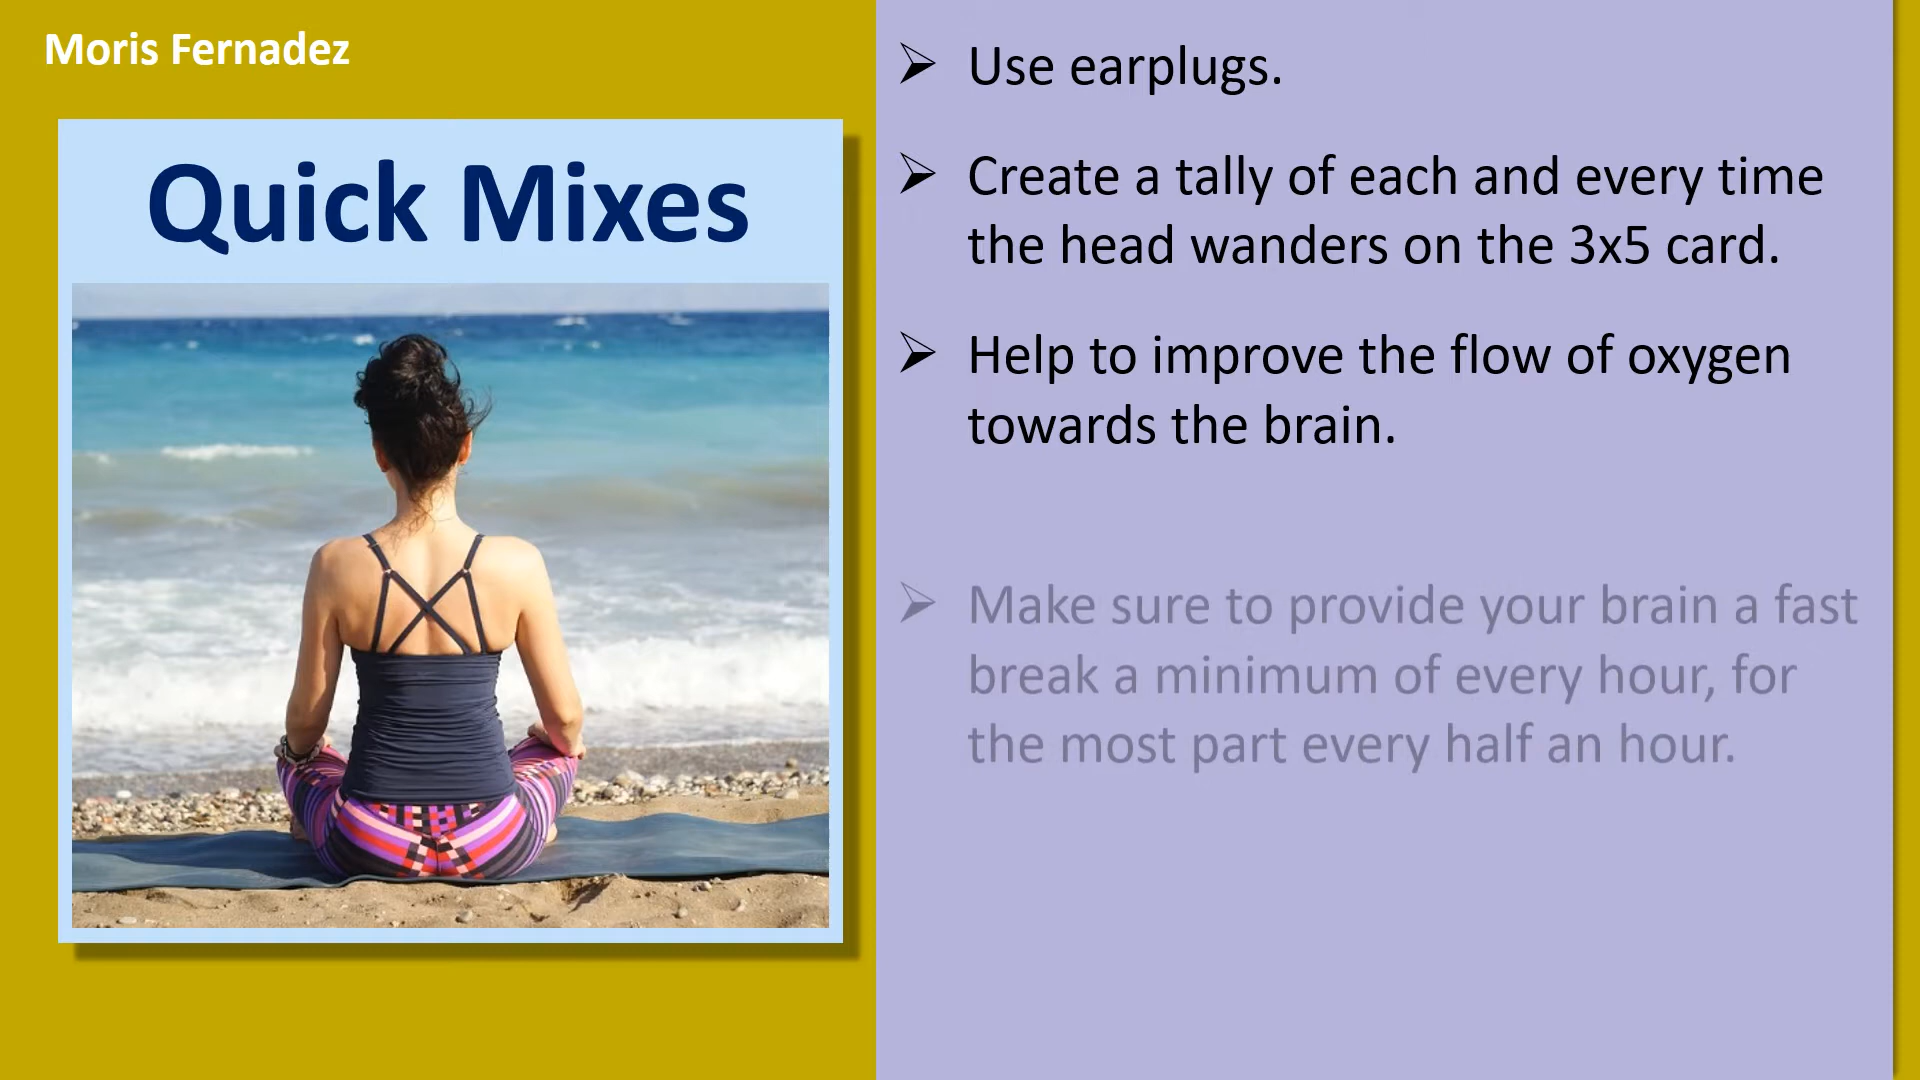 Moris Fernadez
Quick Mixes
Use earplugs.
Create a tally of each and every time
the head wanders on the 3x5 card.
Help to improve the flow of oxygen
towards the brain.
Make sure to provide your brain a fast
break a minimum of every hour, for
the most part every half an hour.